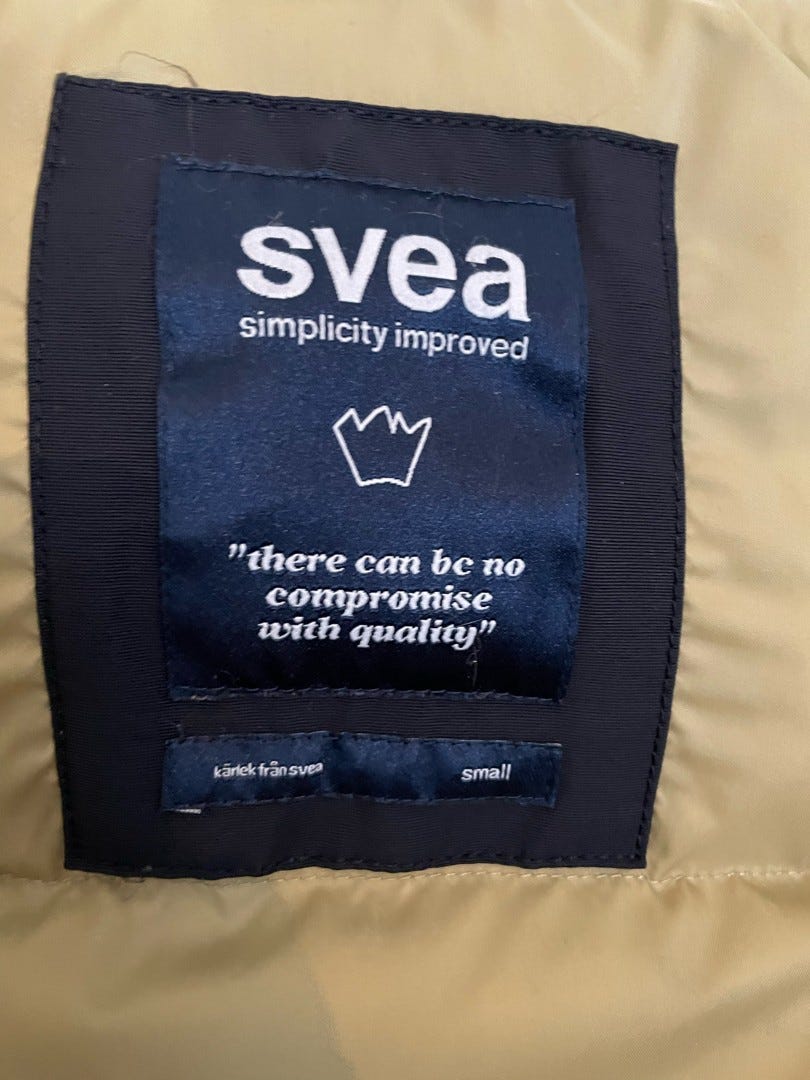 svea
simplicity improved
”there can be no
compromise
with quality”
kärlek från svea
small